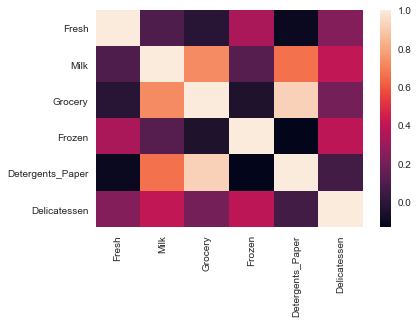 Fresh
Milk
Grocery
Frozen
Detergents_Paper
Delicatessen
Fresh
Milk
Grocery
Frozen
Detergents_Paper
Delicatessen
1.0
0.8
0.6
0.4
0.2
0.0